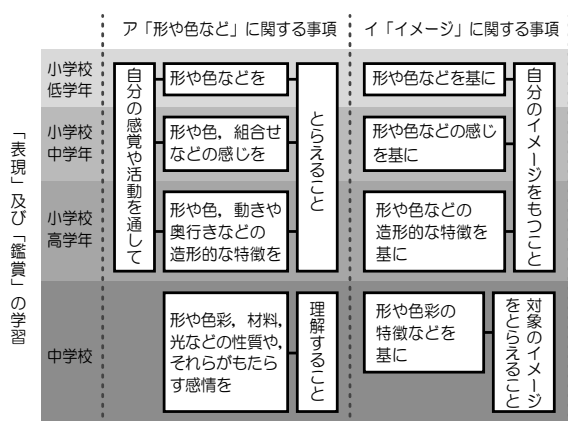 ア「形や色など」に関する事項
イ「イメージ」に関する事項
「表現」及び「鑑賞」の学習
小学校
低学年
自分の感覚や活動を通して
形や色などを
とらえること
形や色などを基に
自分のイメージをもつこと
小学校
中学年
形や色，組合せ
などの感じを
形や色などの感じ
を基に
小学校
高学年
形や色，動きや
奥行きなどの
造形的な特徴を
形や色などの
造形的な特徴を
基に
中学校
形や色彩，材料，
光などの性質や，
それらがもたら
す感情を
理解すること
形や色彩の
特徴などを
基に
対象のイメージ
をとらえること